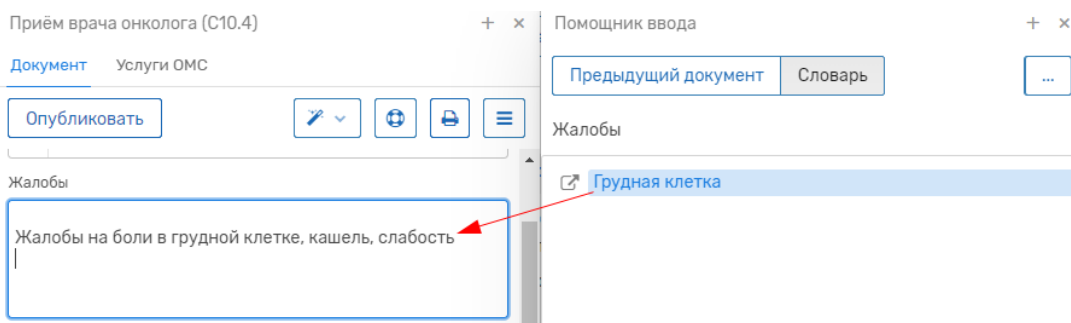 Приём врача онколога (C10.4)
Документ Услуги ОМС
Опубликовать
Жалобы
Жалобы на боли в грудной клетке, кашель, слабость
Помощник ввода
Предыдущий документ Словарь ...
Жалобы
Грудная клетка